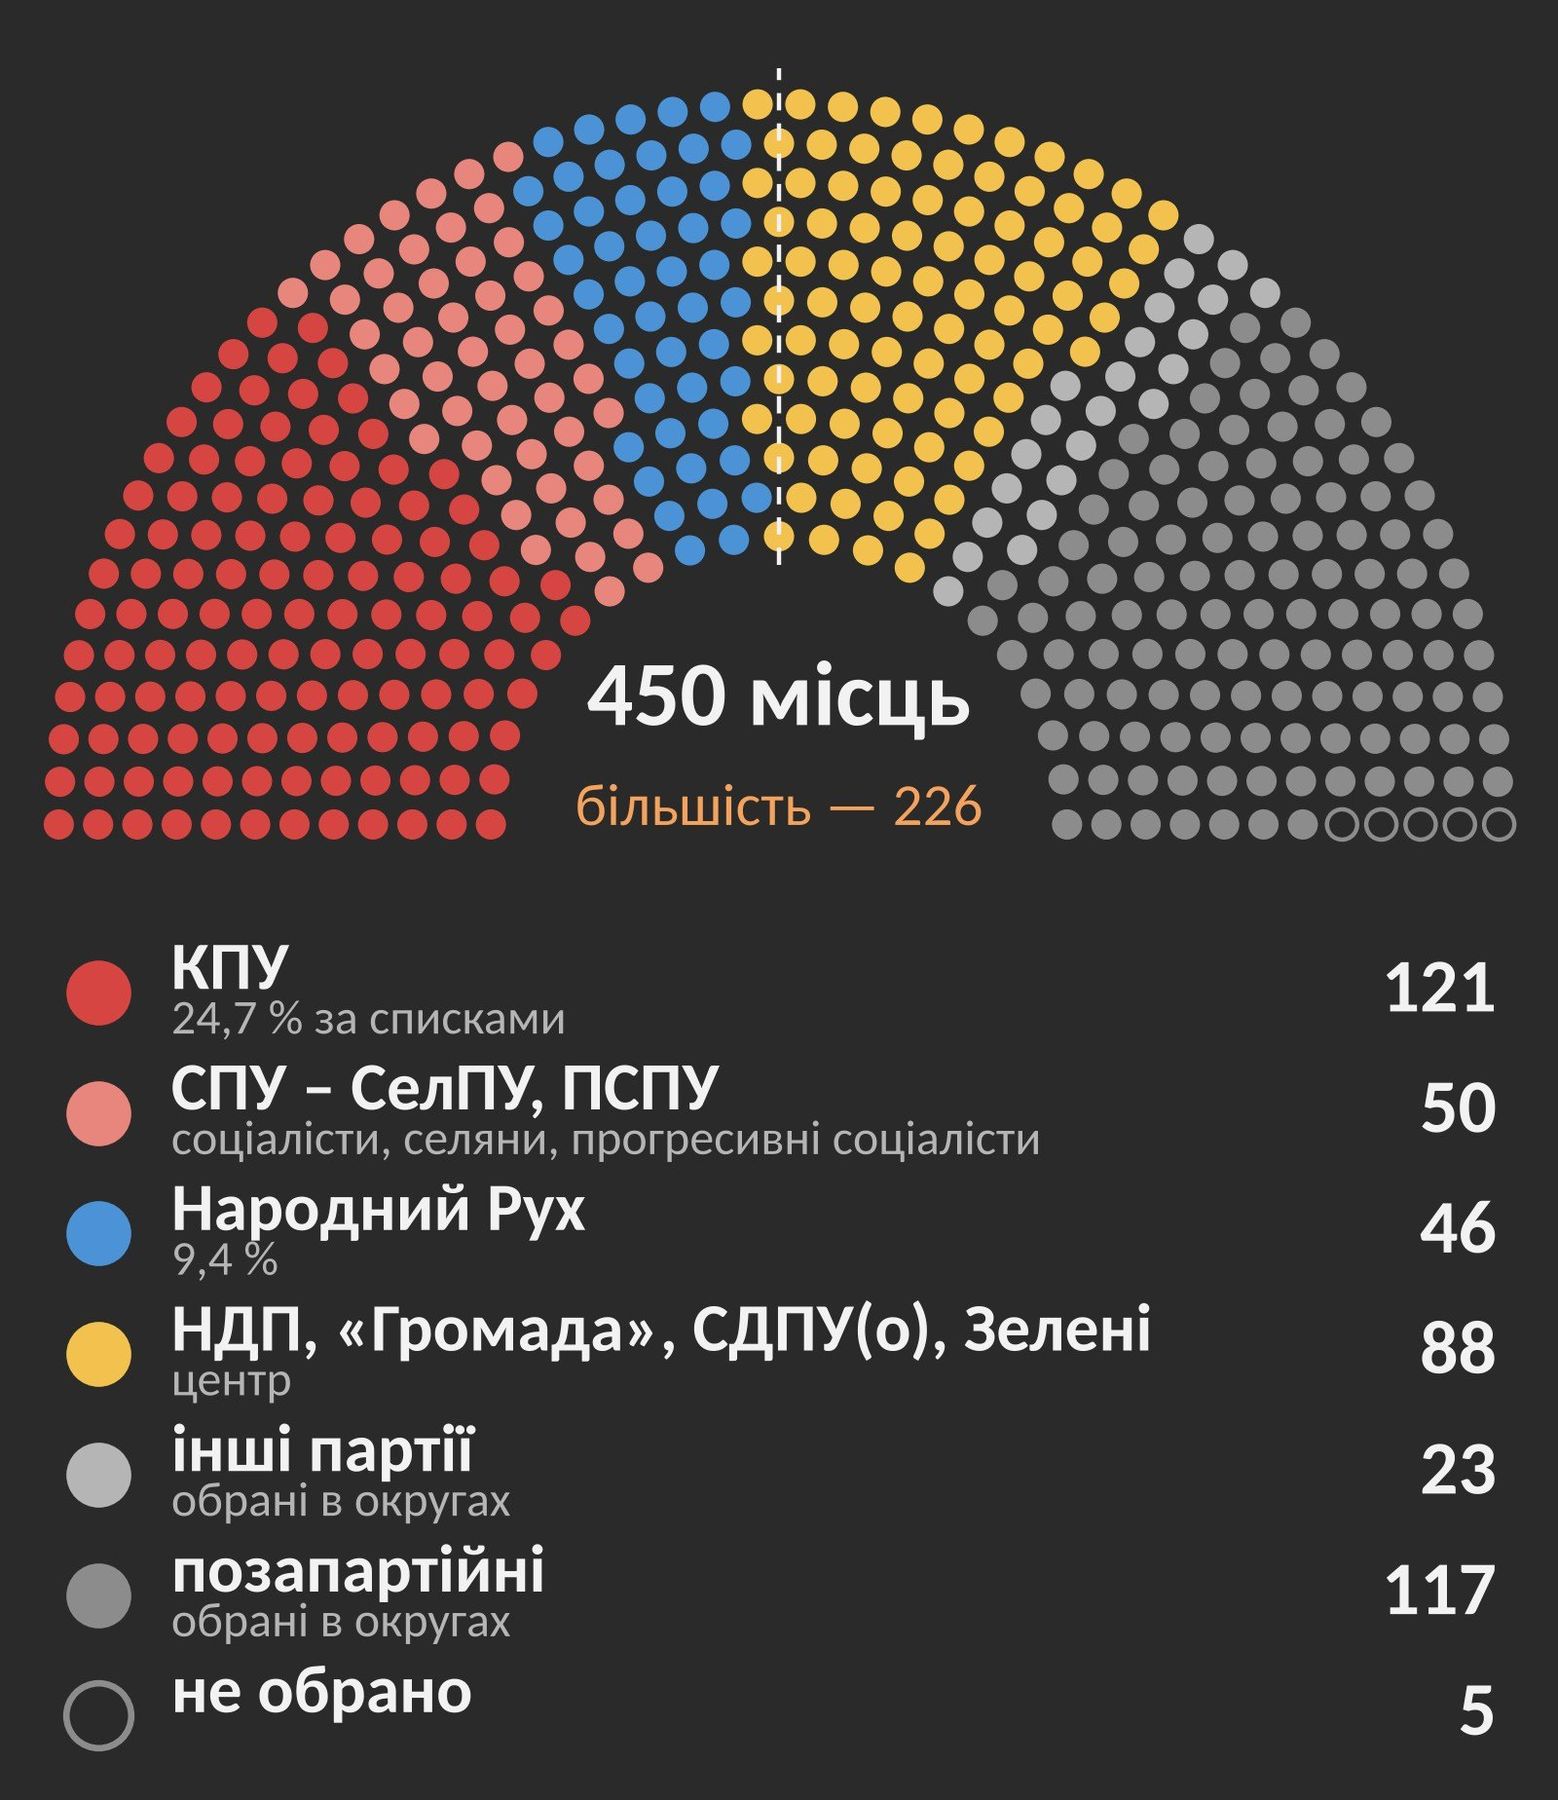 450 місць
більшість — 226
КПУ
24,7 % за списками
121
СПУ – СелПУ, ПСПУ
соціалісти, селяни, прогресивні соціалісти
50
Народний Рух
9,4 %
46
НДП, «Громада», СДПУ(о), Зелені
центр
88
інші партії
обрані в округах
23
позапартійні
обрані в округах
117
не обрано
5